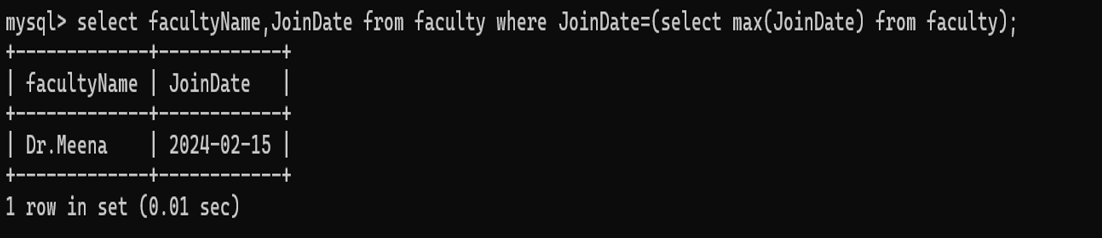 mysql> select facultyName,JoinDate from faculty where JoinDate=(select max(JoinDate) from faculty);
+-------------+------------+
| facultyName | JoinDate   |
+-------------+------------+
| Dr.Meena    | 2024-02-15 |
+-------------+------------+
1 row in set (0.01 sec)